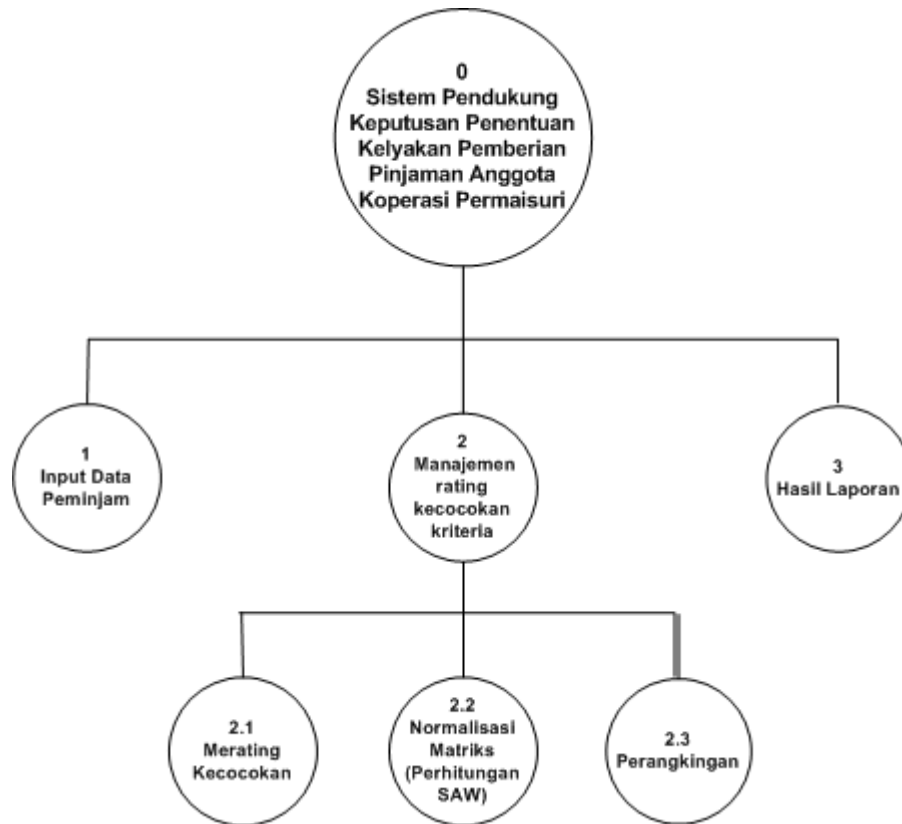 0
Sistem Pendukung
Keputusan Penentuan
Kelyakan Pemberian
Pinjaman Anggota
Koperasi Permaisuri
1
Input Data
Peminjam
2
Manajemen
rating
kecocokan
kriteria
3
Hasil Laporan
2.1
Merating
Kecocokan
2.2
Normalisasi
Matriks
(Perhitungan
SAW)
2.3
Perangkingan